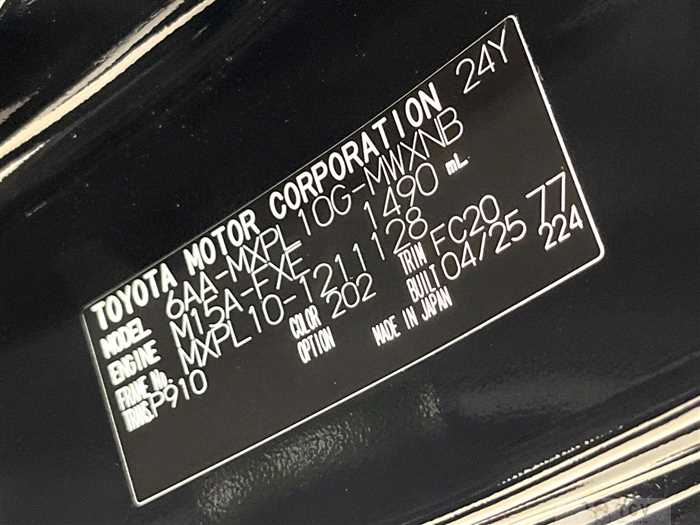 TOYOTA MOTOR CORPORATION 24Y
MODEL 6AA-MXPL10G-MWXNB
ENGINE M15A-FXE 1490 mL
FRAME No. MXPL10-1211128
COLOR 202 TRIM FC20 77
TRANS. P910 OPTION BUILT 04/25 224
MADE IN JAPAN